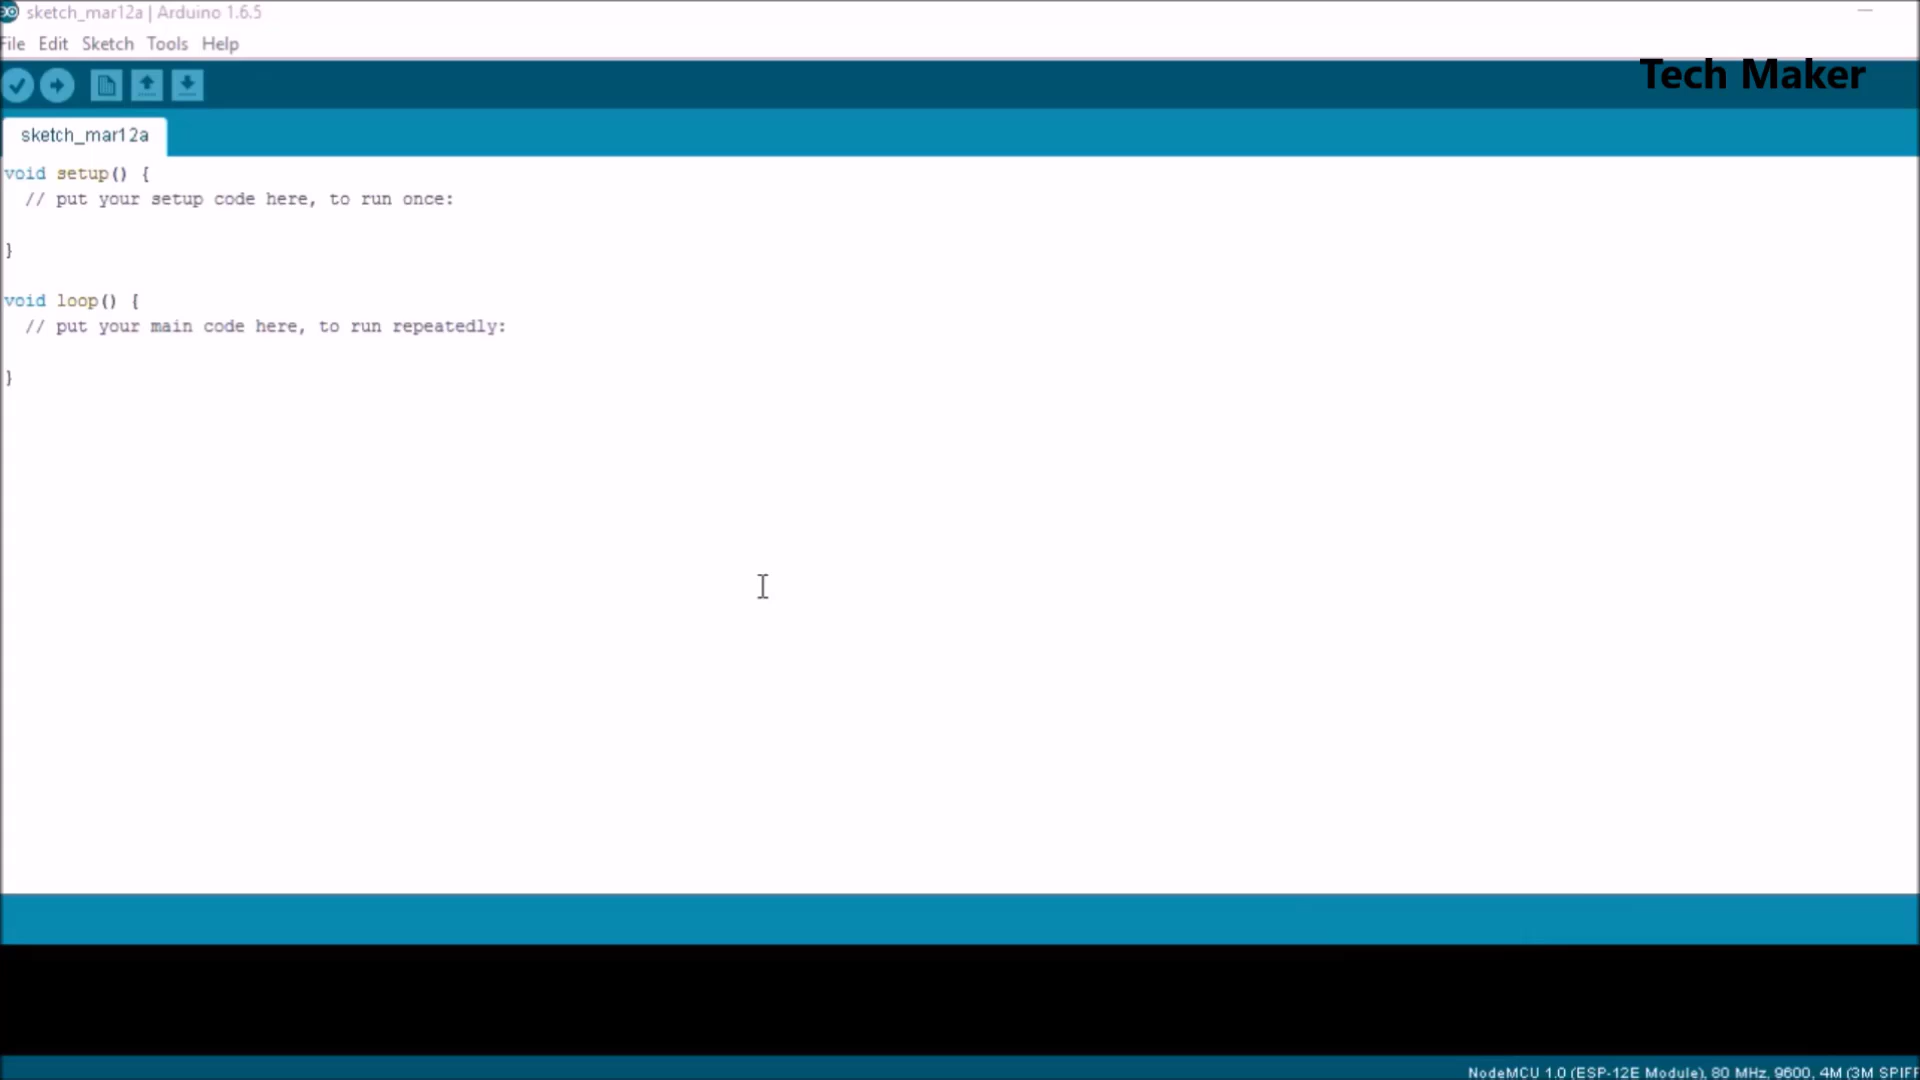 sketch_mar12a | Arduino 1.6.5
File Edit Sketch Tools Help
Tech Maker
sketch_mar12a
void setup() {
// put your setup code here, to run once:
}
void loop() {
// put your main code here, to run repeatedly:
}
NodeMCU 1.0 (ESP-12E Module), 80 MHz, 9600, 4M (3M SPIFF